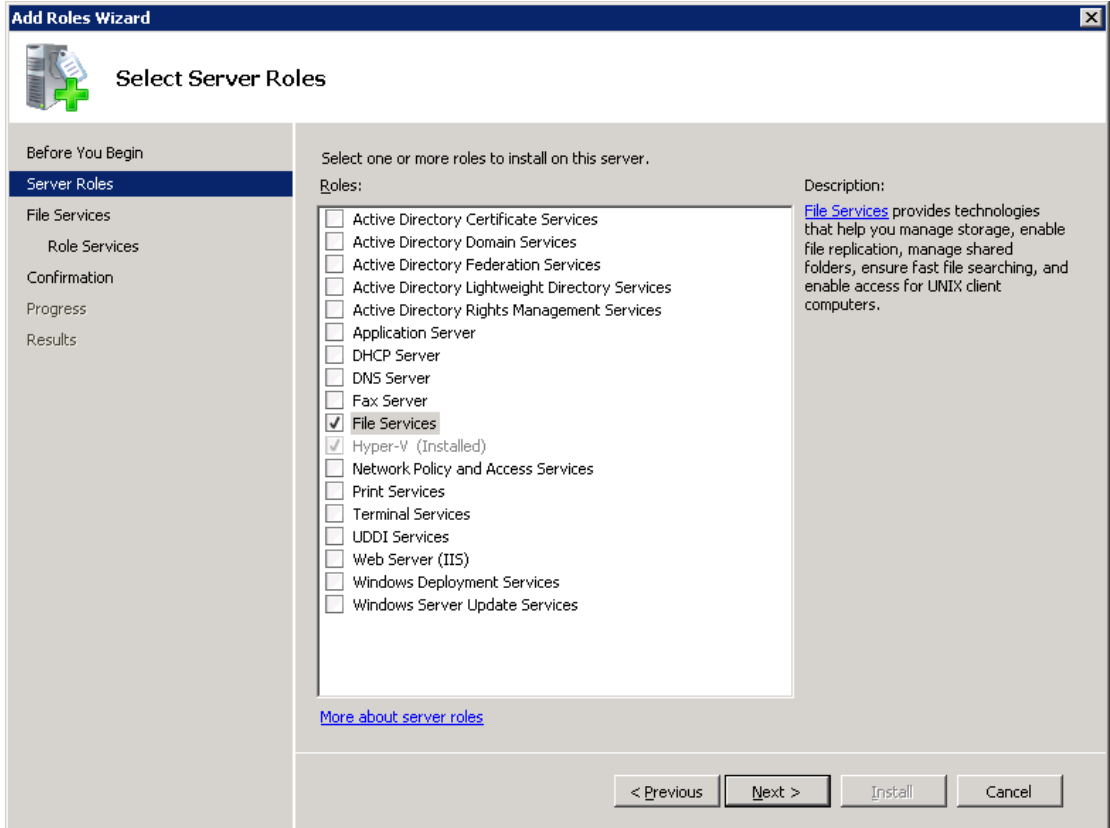 Add Roles Wizard
Select Server Roles
Before You Begin
Server Roles
File Services
Role Services
Confirmation
Progress
Results
Select one or more roles to install on this server.
Roles:
Active Directory Certificate Services
Active Directory Domain Services
Active Directory Federation Services
Active Directory Lightweight Directory Services
Active Directory Rights Management Services
Application Server
DHCP Server
DNS Server
Fax Server
File Services
Hyper-V (Installed)
Network Policy and Access Services
Print Services
Terminal Services
UDDI Services
Web Server (IIS)
Windows Deployment Services
Windows Server Update Services
More about server roles
Description:
File Services provides technologies
that help you manage storage, enable
file replication, manage shared
folders, ensure fast file searching, and
enable access for UNIX client
computers.
< Previous
Next >
Install
Cancel